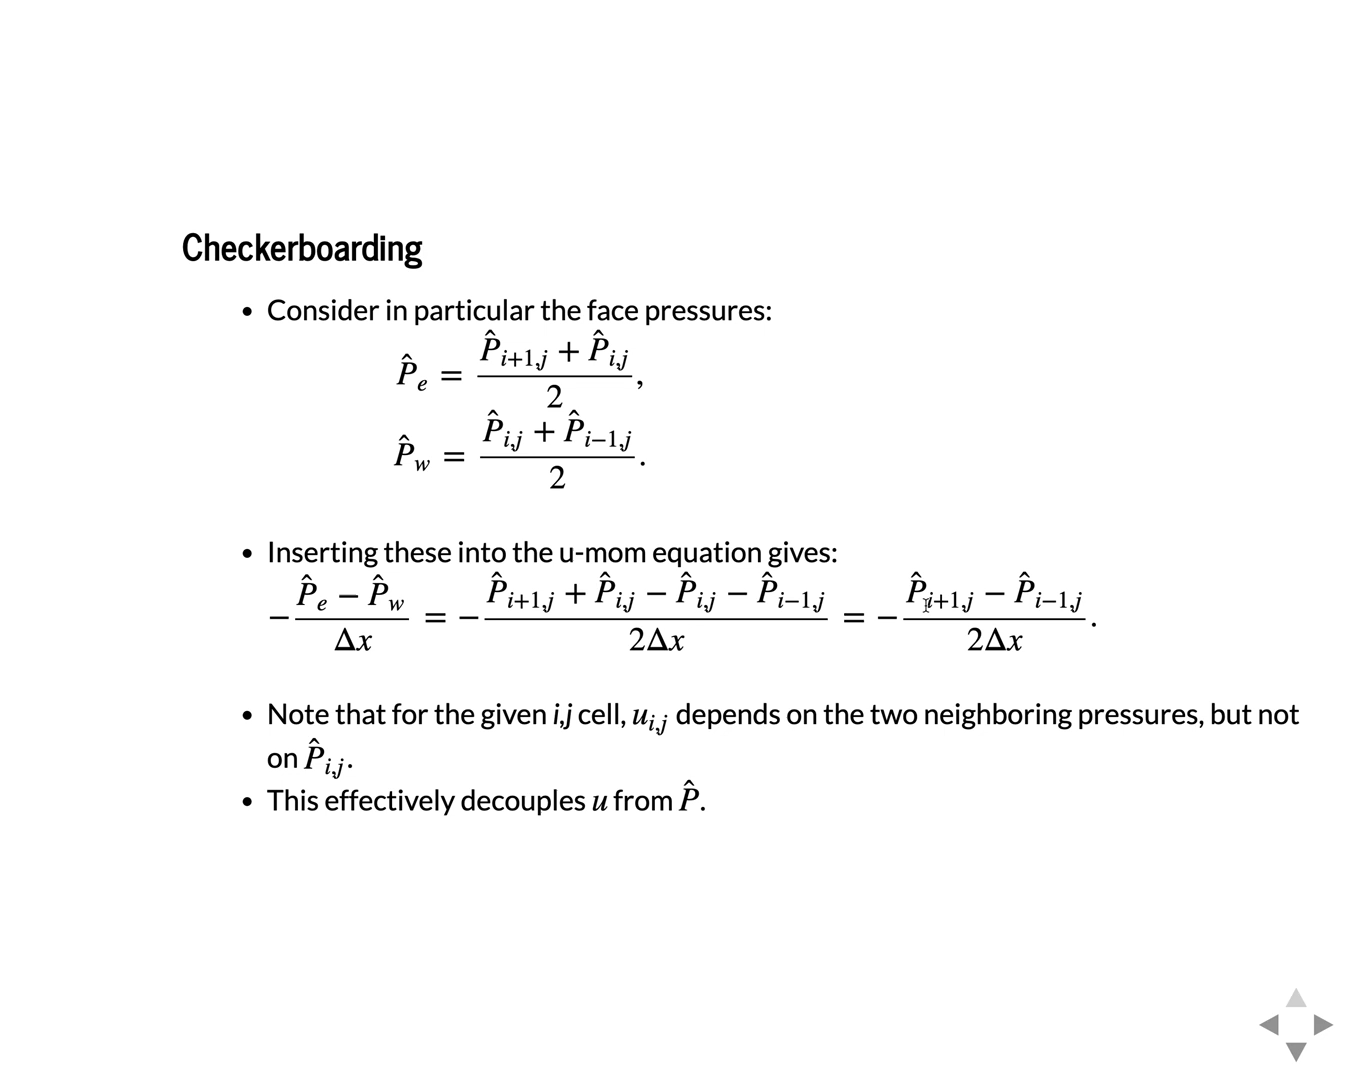 Checkerboarding
• Consider in particular the face pressures:
P̂_e = (P̂_{i+1,j} + P̂_{i,j}) / 2,
P̂_w = (P̂_{i,j} + P̂_{i−1,j}) / 2.
• Inserting these into the u-mom equation gives:
−(P̂_e − P̂_w) / Δx = −(P̂_{i+1,j} + P̂_{i,j} − P̂_{i,j} − P̂_{i−1,j}) / 2Δx = −(P̂_{i+1,j} − P̂_{i−1,j}) / 2Δx.
• Note that for the given i,j cell, u_{i,j} depends on the two neighboring pressures, but not
on P̂_{i,j}.
• This effectively decouples u from P̂.